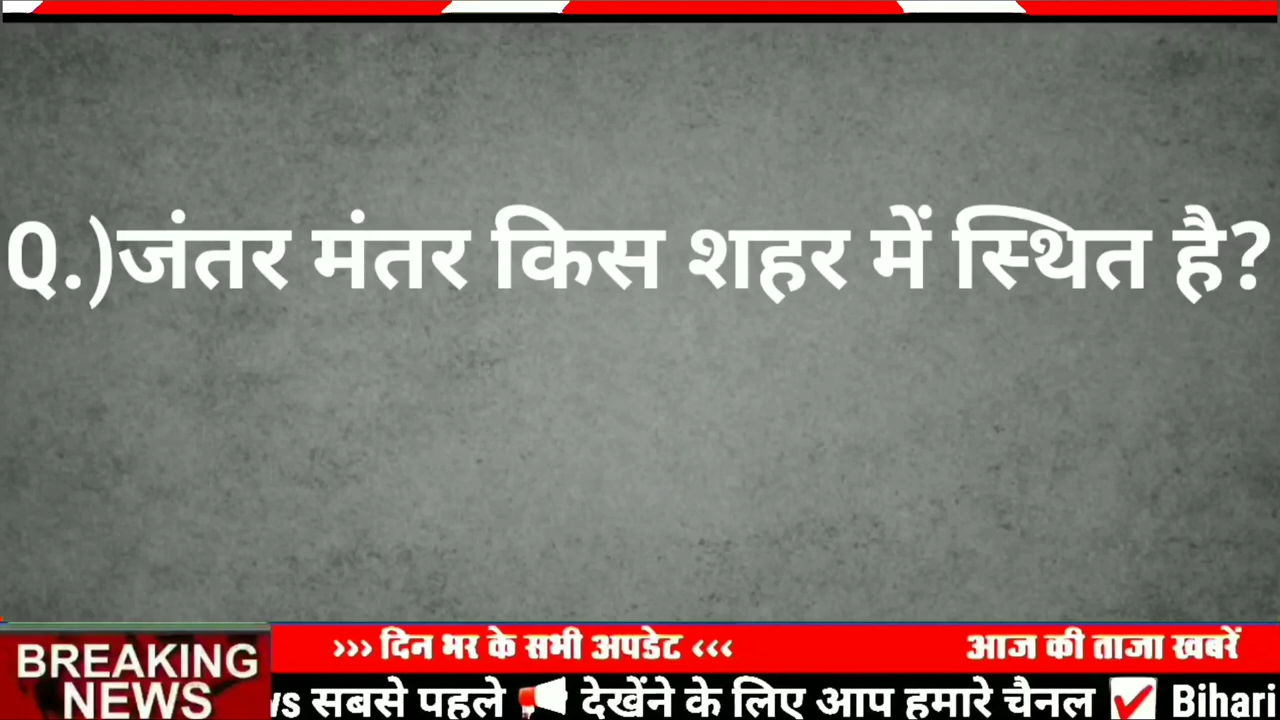 Q.)जंतर मंतर किस शहर में स्थित है?
BREAKING
NEWS
>>> दिन भर के सभी अपडेट <<<
आज की ताजा खबरें
सबसे पहले 📢 देखेंने के लिए आप हमारे चैनल ✔ Bihari